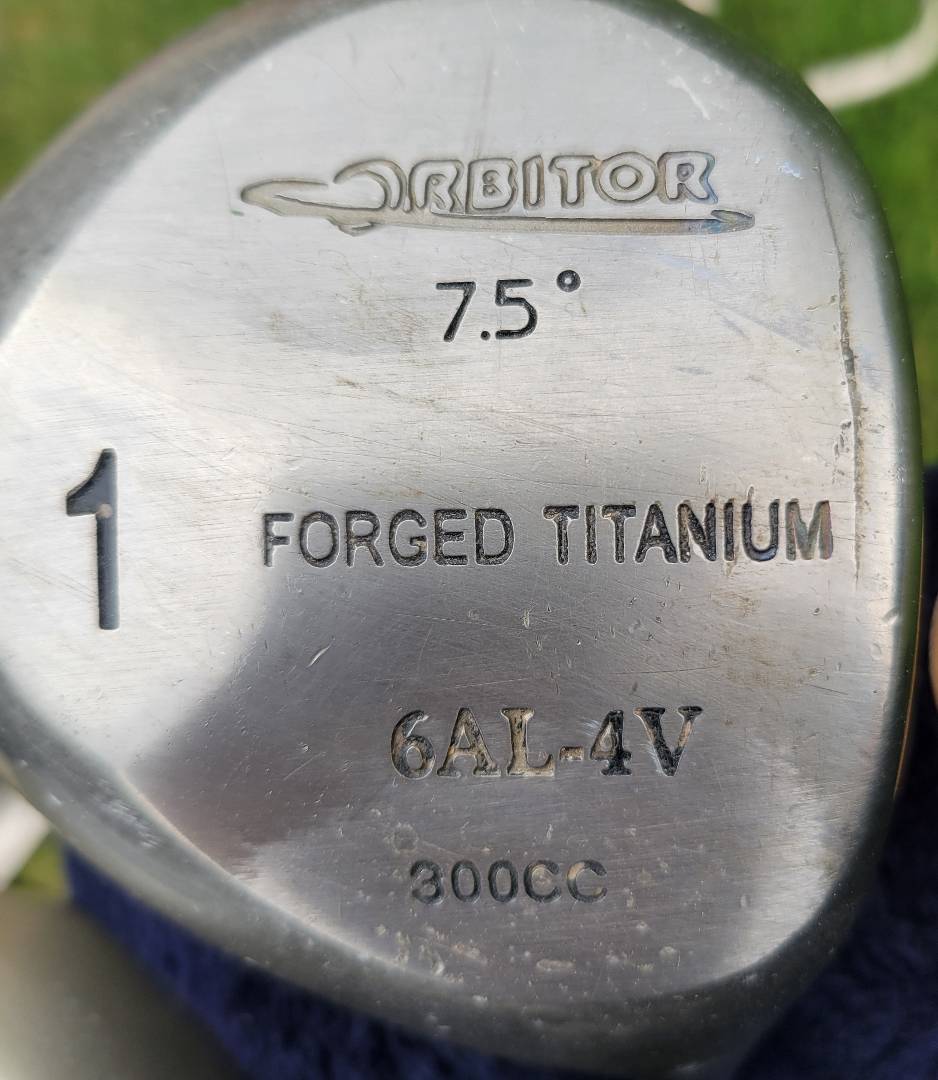 ORBITOR
7.5°
1
FORGED TITANIUM
6AL-4V
300CC